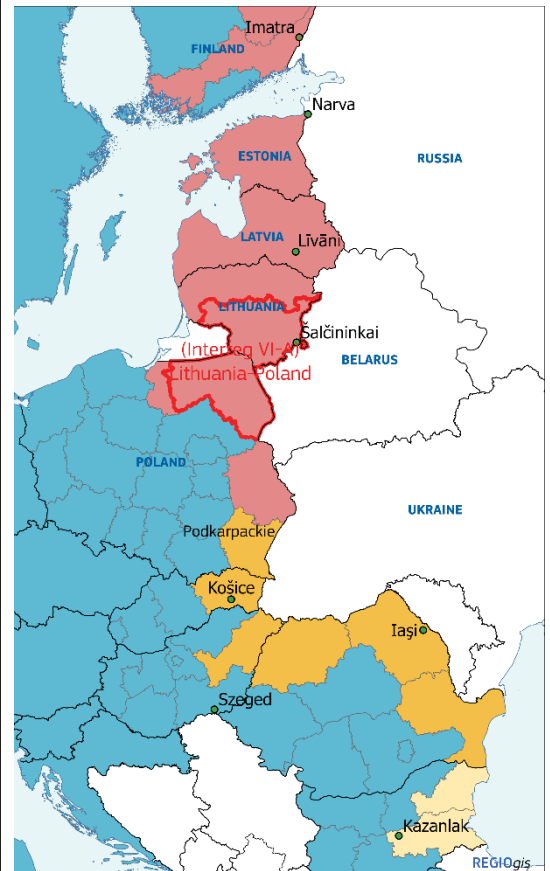 Imatra
FINLAND
Narva
ESTONIA
RUSSIA
LATVIA
Līvāni
LITHUANIA
Šalčininkai
(Interreg VI-A)
BELARUS
Lithuania-Poland
POLAND
UKRAINE
Podkarpackie
Košice
Iaşi
Szeged
Kazanlak
REGIOgis